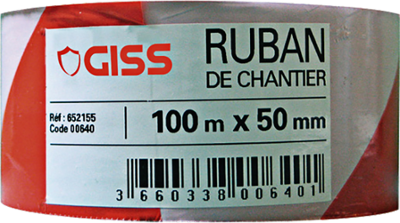 GISS
RUBAN
DE CHANTIER
Réf : 652155
Code 00640
100 m x 50 mm
3 660338 006401